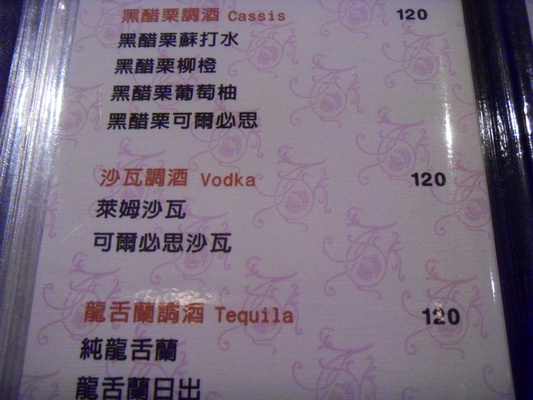 黑醋栗調酒 Cassis 120
黑醋栗蘇打水
黑醋栗柳橙
黑醋栗葡萄柚
黑醋栗可爾必思
沙瓦調酒 Vodka 120
萊姆沙瓦
可爾必思沙瓦
龍舌蘭調酒 Tequila 120
純龍舌蘭
龍舌蘭日出